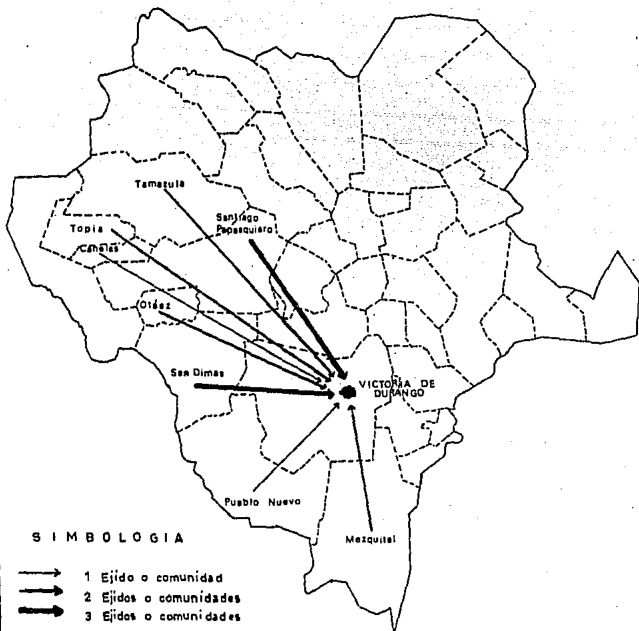 Tamazula
Santiago
Papasquiaro
Topia
Canelas
Otáez
San Dimas
VICTORIA DE
DURANGO
Pueblo Nuevo
Mezquital
SIMBOLOGIA
1 Ejido o comunidad
2 Ejidos o comunidades
3 Ejidos o comunidades